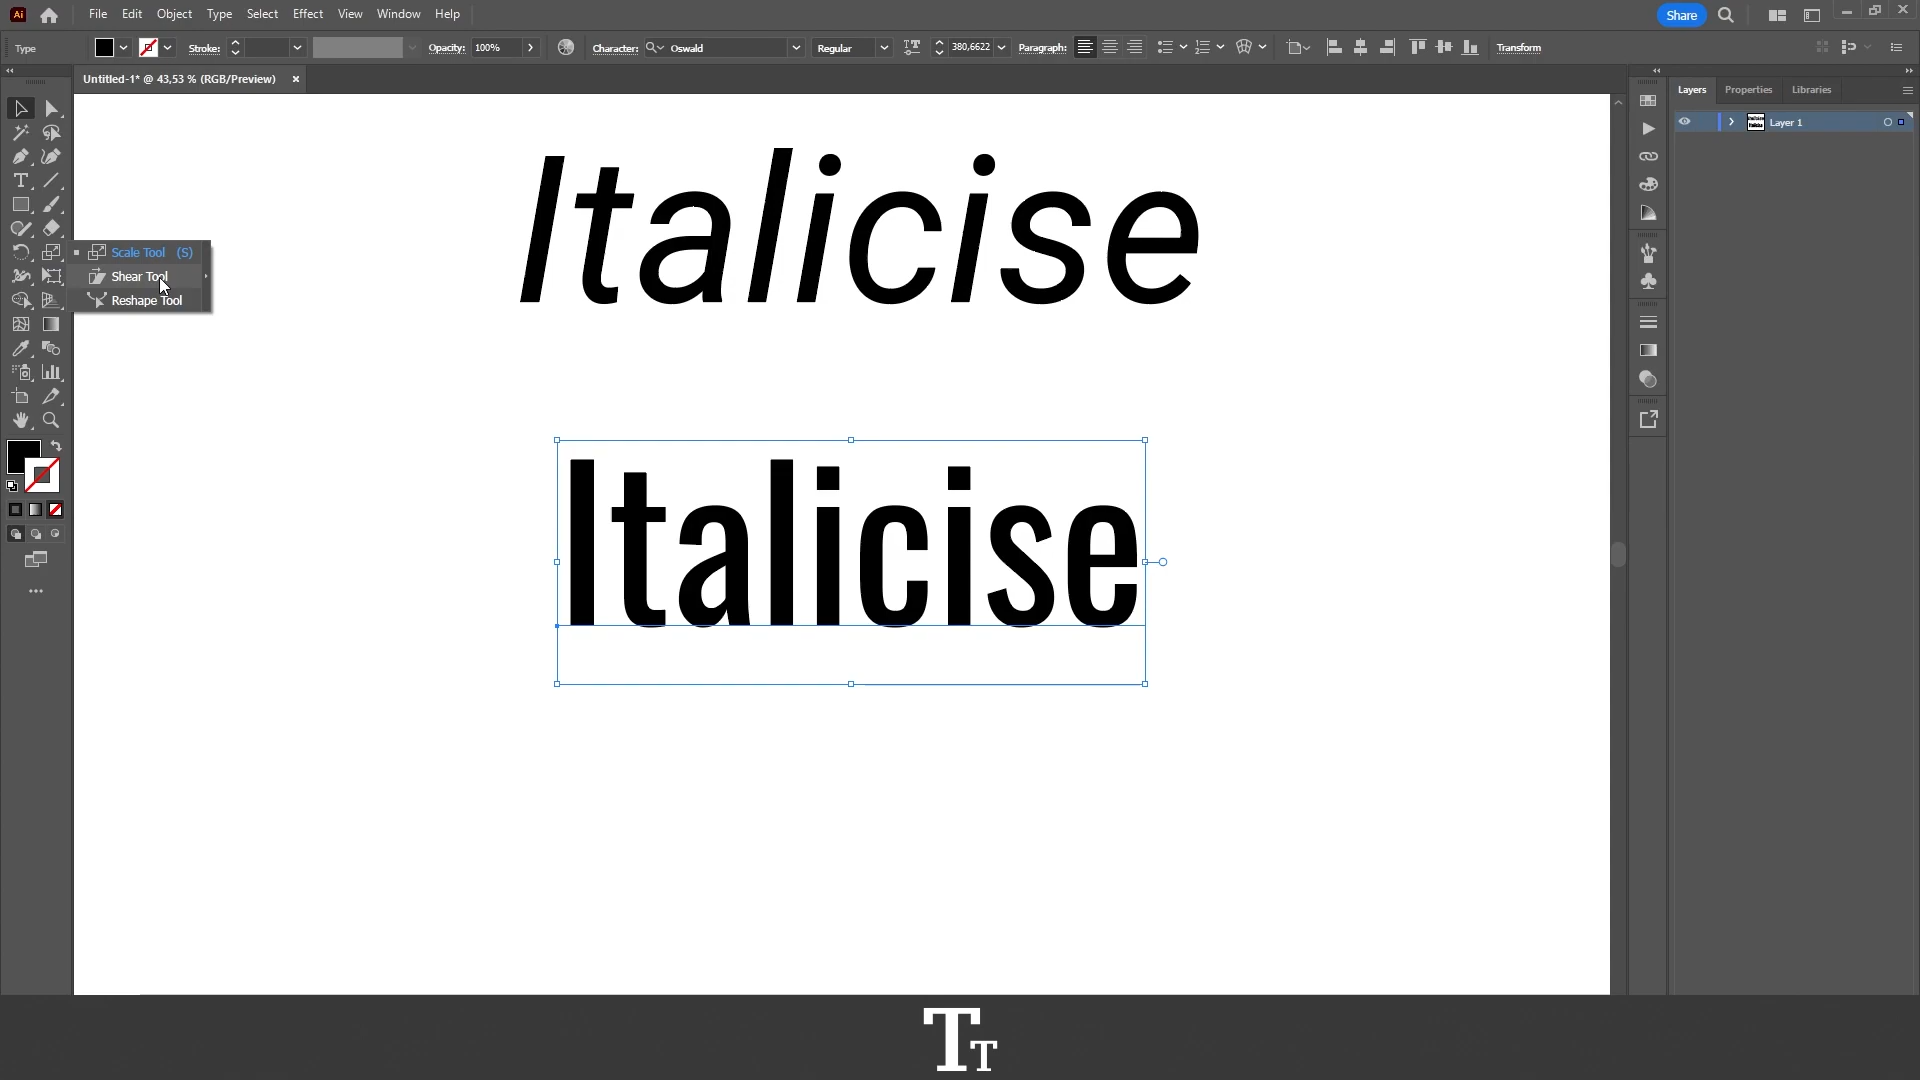 Ai File Edit Object Type Select Effect View Window Help Share
Type Stroke: Opacity: 100% Character: Oswald Regular 380,6622 Paragraph: Transform
Untitled-1* @ 43,53 % (RGB/Preview) ×
Layers Properties Libraries
Layer 1
Italicise
Scale Tool (S)
Shear Tool
Reshape Tool
Italicise
TT